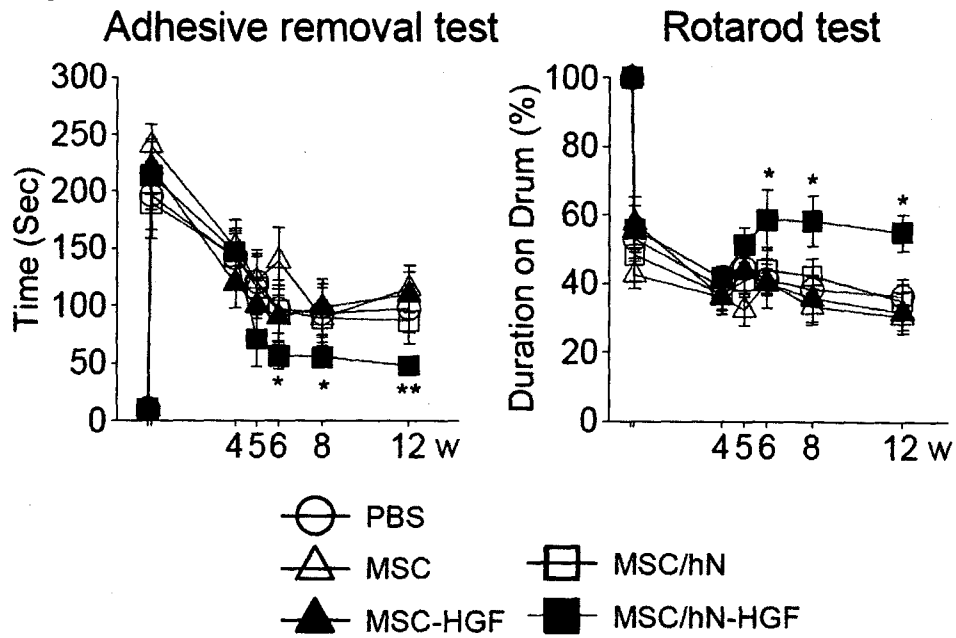 Adhesive removal test
Rotarod test
Time (Sec)
300
250
200
150
100
50
0
* * **
4 5 6 8 12 w
Duration on Drum (%)
100
80
60
40
20
0
* * *
4 5 6 8 12 w
PBS
MSC
MSC-HGF
MSC/hN
MSC/hN-HGF